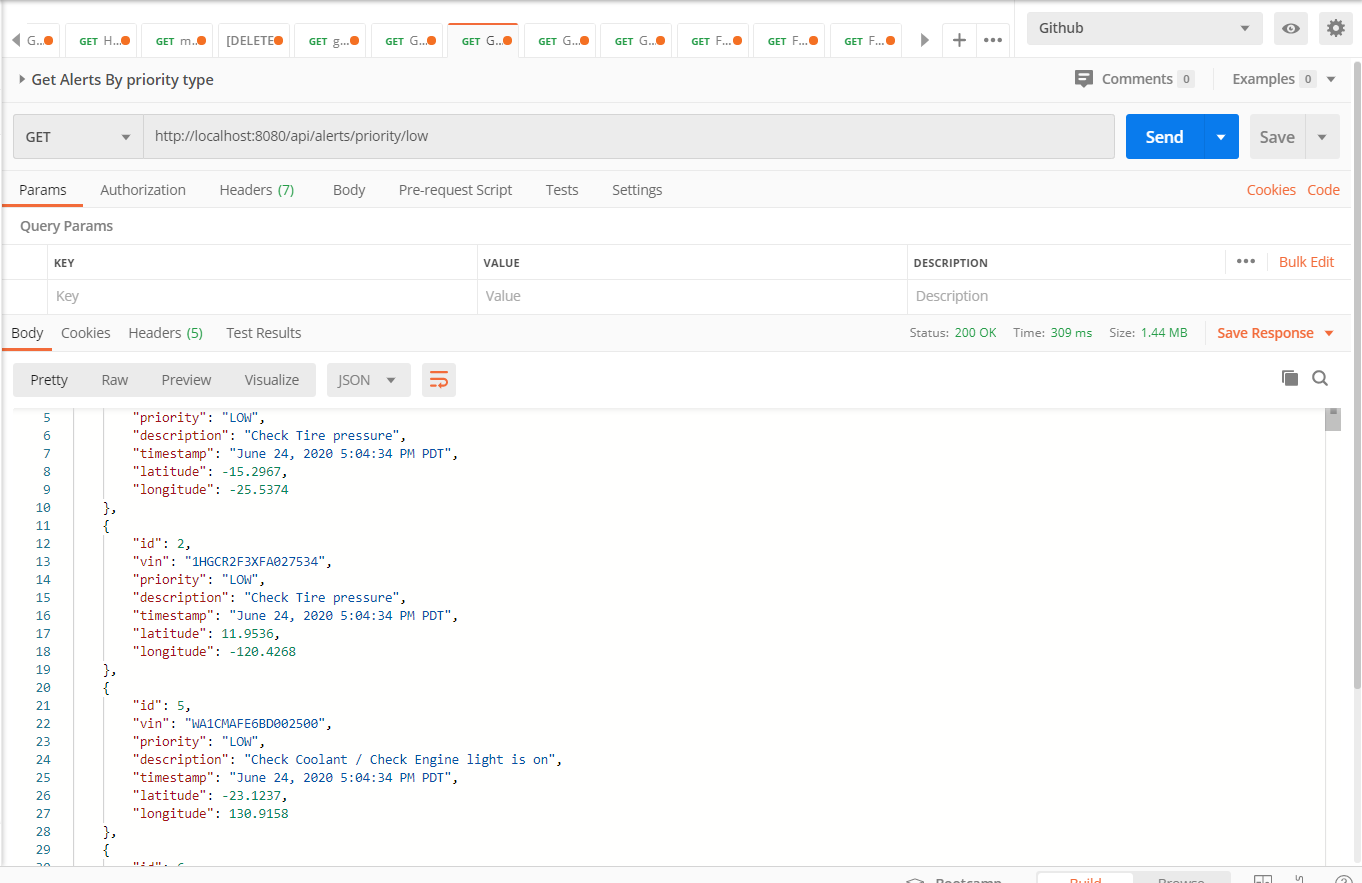 G... GET H... GET m... [DELETE GET g... GET G... GET G... GET G... GET G... GET F... GET F... GET F... + ••• Github
Get Alerts By priority type Comments 0 Examples 0
GET http://localhost:8080/api/alerts/priority/low Send Save
Params Authorization Headers (7) Body Pre-request Script Tests Settings Cookies Code
Query Params
KEY VALUE DESCRIPTION ••• Bulk Edit
Key Value Description
Body Cookies Headers (5) Test Results Status: 200 OK Time: 309 ms Size: 1.44 MB Save Response
Pretty Raw Preview Visualize JSON
5 "priority": "LOW",
6 "description": "Check Tire pressure",
7 "timestamp": "June 24, 2020 5:04:34 PM PDT",
8 "latitude": -15.2967,
9 "longitude": -25.5374
10 },
11 {
12 "id": 2,
13 "vin": "1HGCR2F3XFA027534",
14 "priority": "LOW",
15 "description": "Check Tire pressure",
16 "timestamp": "June 24, 2020 5:04:34 PM PDT",
17 "latitude": 11.9536,
18 "longitude": -120.4268
19 },
20 {
21 "id": 5,
22 "vin": "WA1CMAFE6BD002500",
23 "priority": "LOW",
24 "description": "Check Coolant / Check Engine light is on",
25 "timestamp": "June 24, 2020 5:04:34 PM PDT",
26 "latitude": -23.1237,
27 "longitude": 130.9158
28 },
29 {
30 "id": 6
Bootcamp Build Browse